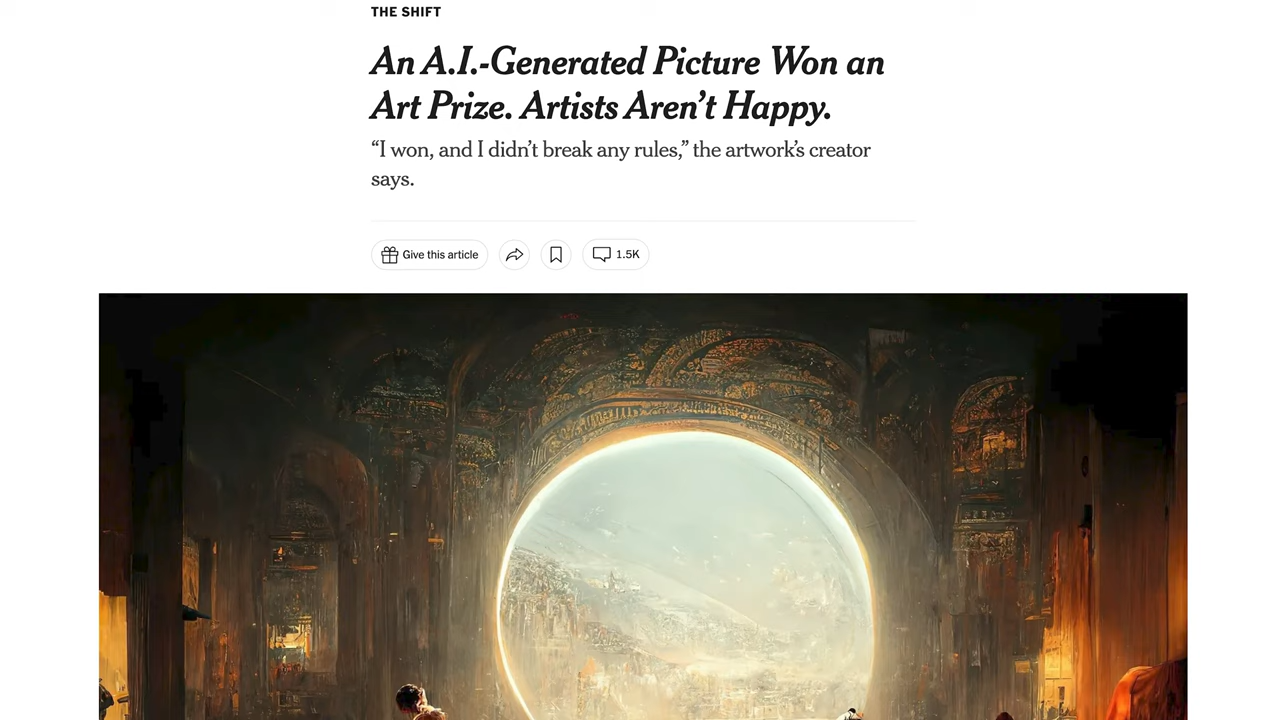 THE SHIFT
An A.I.-Generated Picture Won an
Art Prize. Artists Aren’t Happy.
“I won, and I didn’t break any rules,” the artwork’s creator
says.
Give this article
1.5K